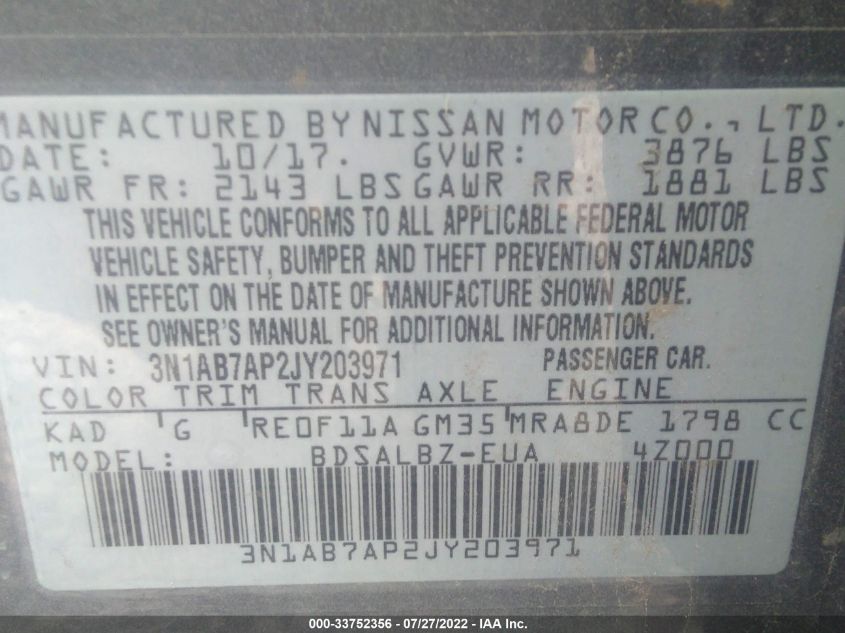 MANUFACTURED BY NISSAN MOTOR CO., LTD.
DATE: 10/17. GVWR: 3876 LBS
GAWR FR: 2143 LBS GAWR RR: 1881 LBS
THIS VEHICLE CONFORMS TO ALL APPLICABLE FEDERAL MOTOR
VEHICLE SAFETY, BUMPER AND THEFT PREVENTION STANDARDS
IN EFFECT ON THE DATE OF MANUFACTURE SHOWN ABOVE.
SEE OWNER'S MANUAL FOR ADDITIONAL INFORMATION.
VIN: 3N1AB7AP2JY203971 PASSENGER CAR.
COLOR TRIM TRANS AXLE ENGINE
KAD G RE0F11A GM35 MRA8DE 1798 CC
MODEL: BDSALBZ-EUA 4Z000
3N1AB7AP2JY203971
000-33752356 - 07/27/2022 - IAA Inc.